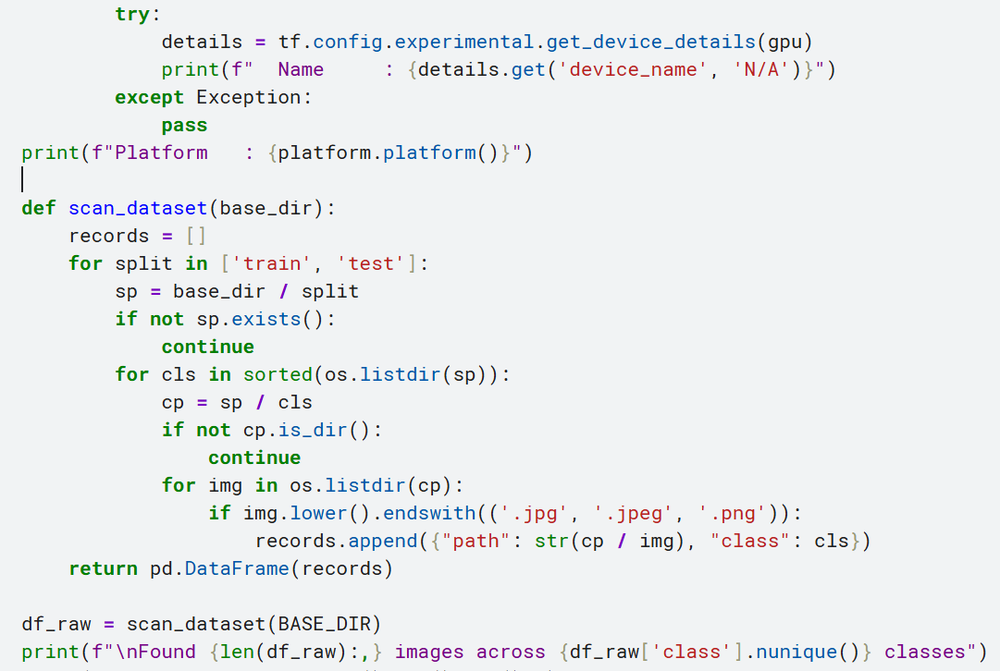 try:
            details = tf.config.experimental.get_device_details(gpu)
            print(f"  Name     : {details.get('device_name', 'N/A')}")
        except Exception:
            pass
print(f"Platform   : {platform.platform()}")

def scan_dataset(base_dir):
    records = []
    for split in ['train', 'test']:
        sp = base_dir / split
        if not sp.exists():
            continue
        for cls in sorted(os.listdir(sp)):
            cp = sp / cls
            if not cp.is_dir():
                continue
            for img in os.listdir(cp):
                if img.lower().endswith(('.jpg', '.jpeg', '.png')):
                    records.append({"path": str(cp / img), "class": cls})
    return pd.DataFrame(records)

df_raw = scan_dataset(BASE_DIR)
print(f"\nFound {len(df_raw):,} images across {df_raw['class'].nunique()} classes")